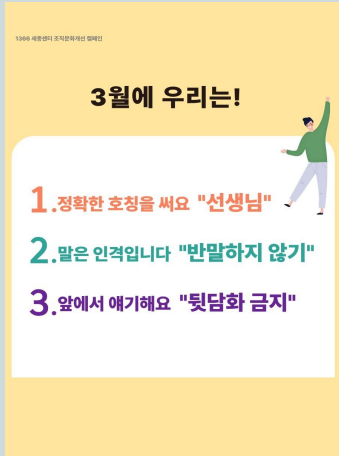 1366 세종센터 조직문화개선 캠페인
3월에 우리는!
1.정확한 호칭을 써요 "선생님"
2.말은 인격입니다 "반말하지 않기"
3.앞에서 얘기해요 "뒷담화 금지"